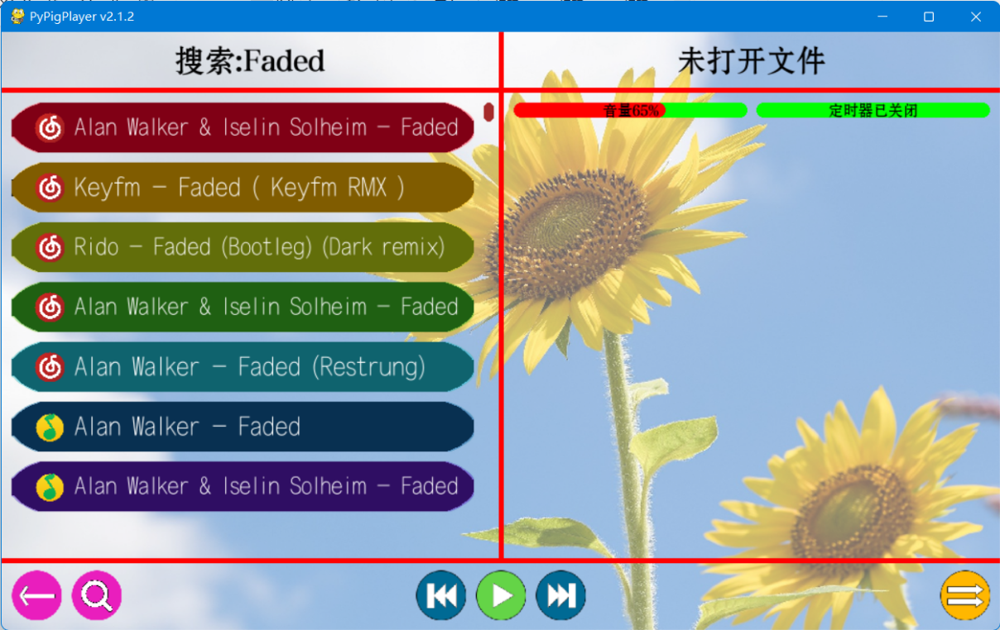 PyPigPlayer v2.1.2
搜索:Faded
未打开文件
音量65%
定时器已关闭
Alan Walker & Iselin Solheim - Faded
Keyfm - Faded ( Keyfm RMX )
Rido - Faded (Bootleg) (Dark remix)
Alan Walker & Iselin Solheim - Faded
Alan Walker - Faded (Restrung)
Alan Walker - Faded
Alan Walker & Iselin Solheim - Faded